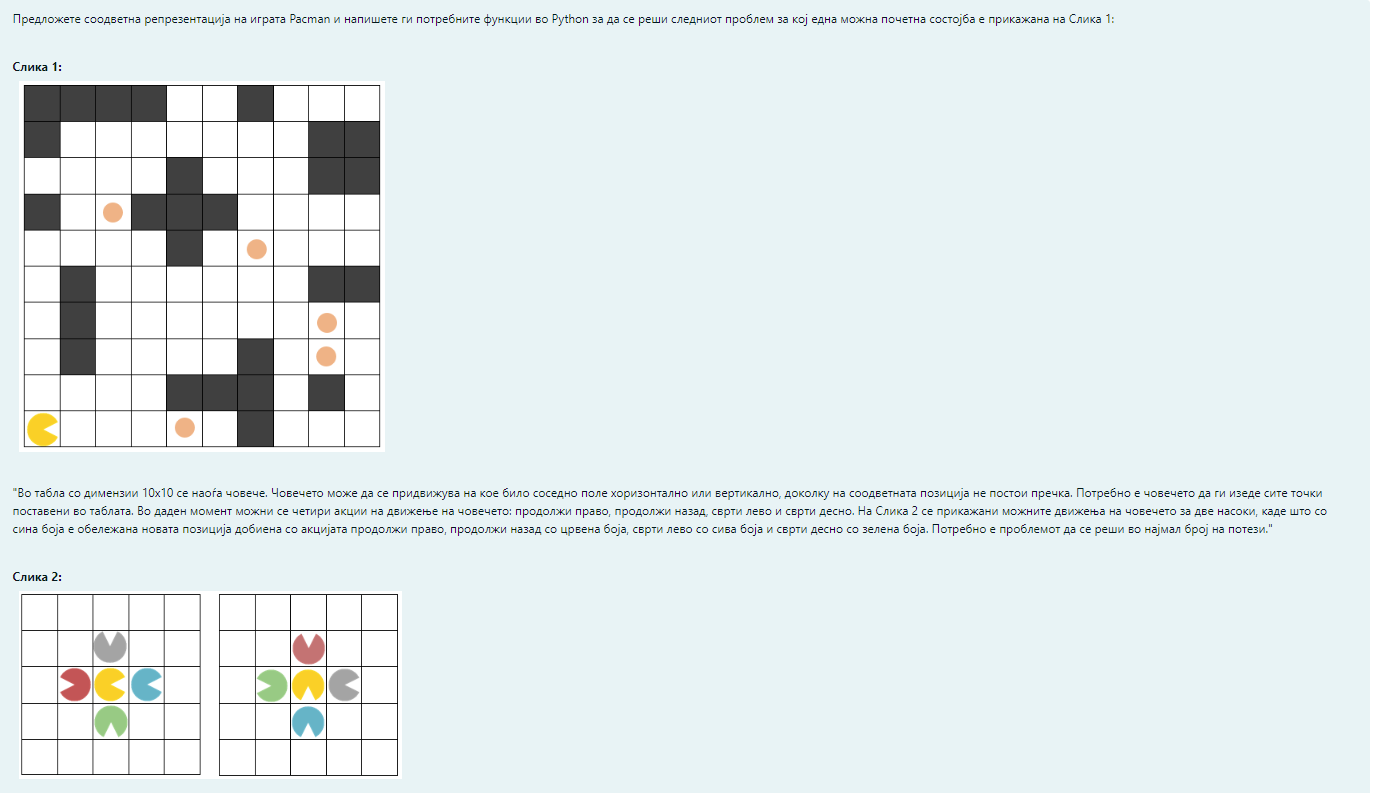 Предложете соодветна репрезентација на играта Pacman и напишете ги потребните функции во Python за да се реши следниот проблем за кој една можна почетна состојба е прикажана на Слика 1:
Слика 1:
"Во табла со димензии 10x10 се наоѓа човече. Човечето може да се придвижува на кое било соседно поле хоризонтално или вертикално, доколку на соодветната позиција не постои пречка. Потребно е човечето да ги изеде сите точки
поставени во таблата. Во даден момент можни се четири акции на движење на човечето: продолжи право, продолжи назад, сврти лево и сврти десно. На Слика 2 се прикажани можните движења на човечето за две насоки, каде што со
сина боја е обележана новата позиција добиена со акцијата продолжи право, продолжи назад со црвена боја, сврти лево со сива боја и сврти десно со зелена боја. Потребно е проблемот да се реши во најмал број на потези."
Слика 2: